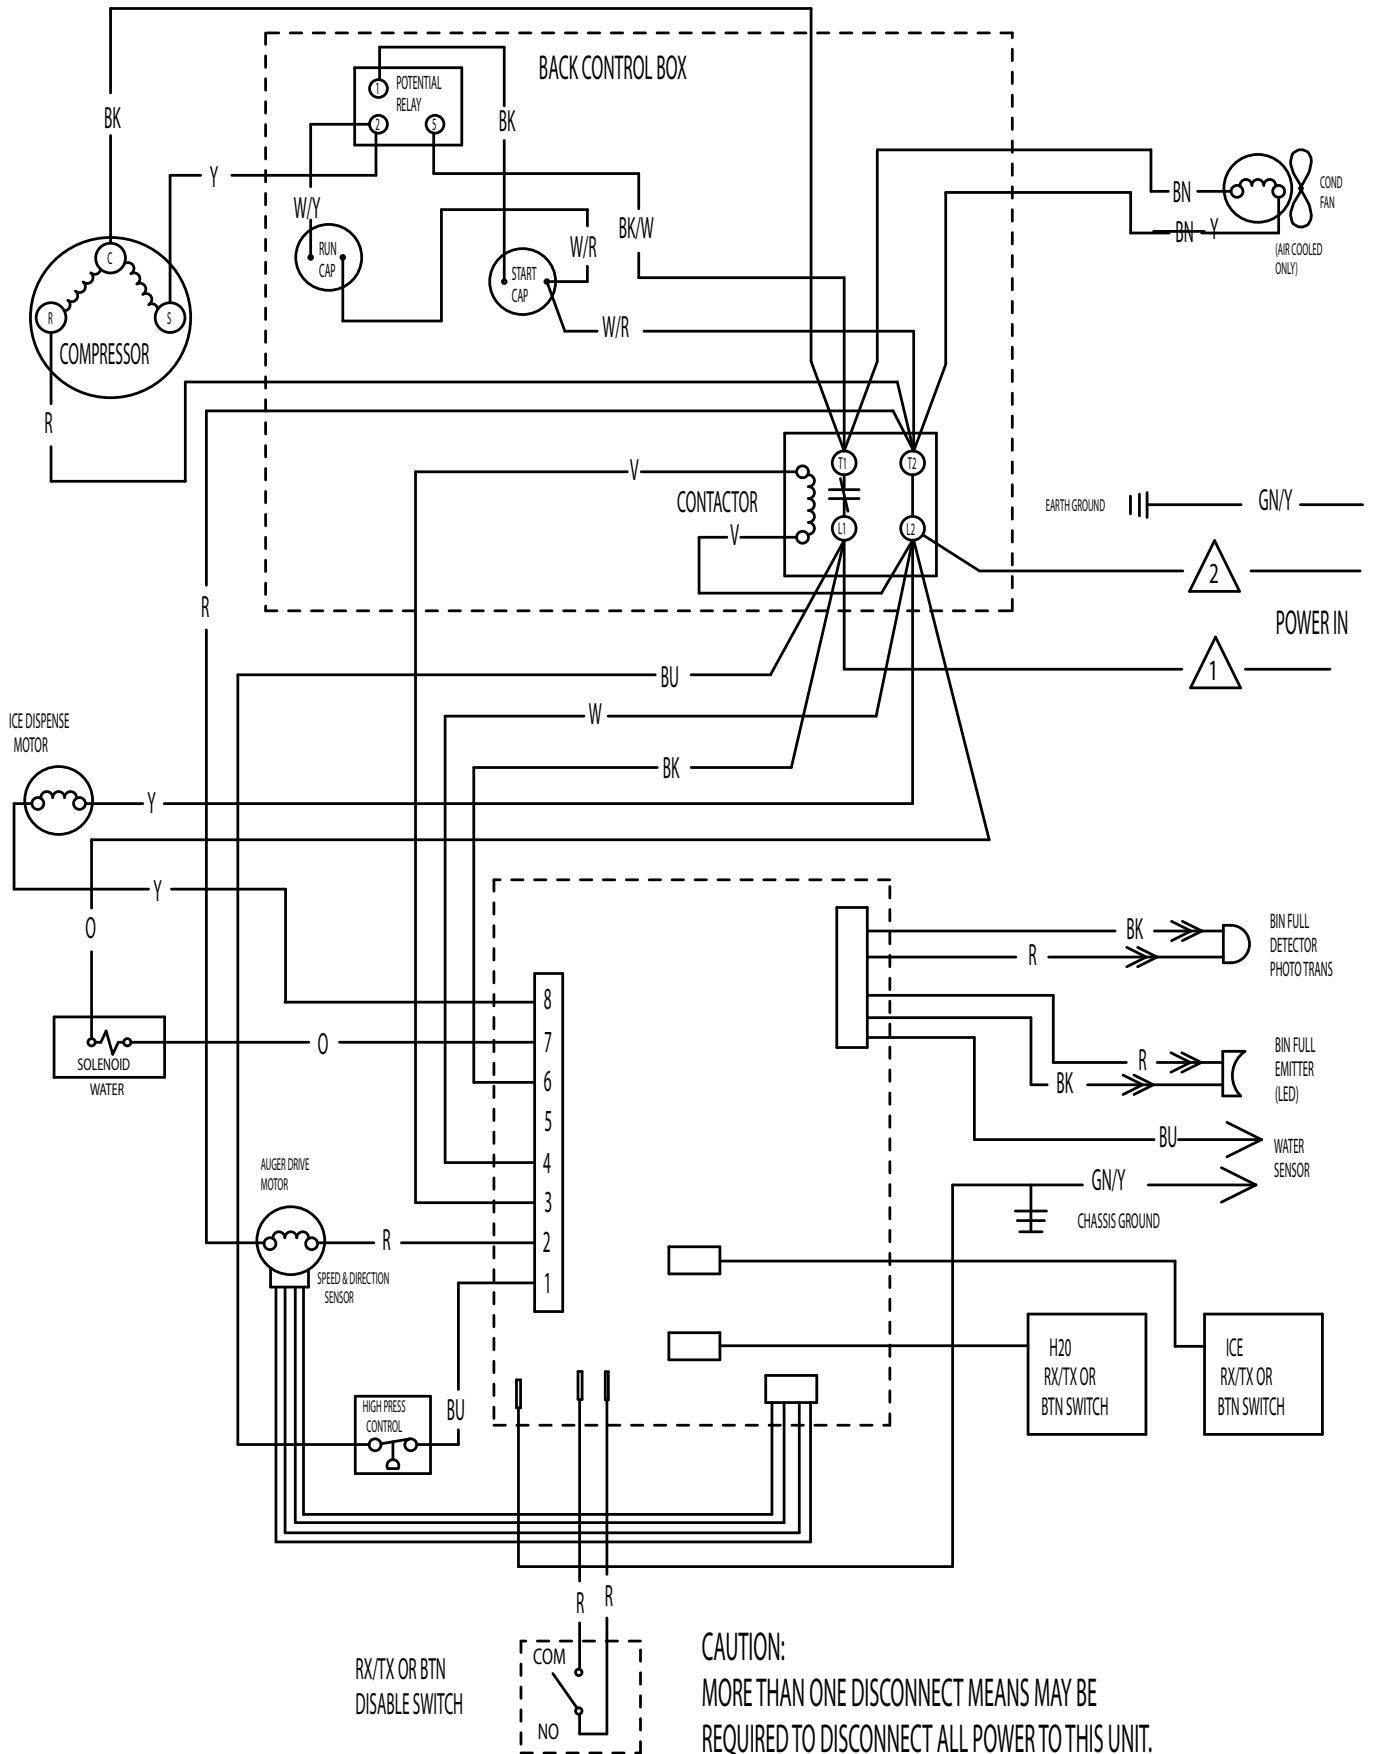 BACK CONTROL BOX
1
POTENTIAL
RELAY
2
5
BK
BK
Y
W/Y
RUN
CAP
W/R
START
CAP
BK/W
W/R
BN
BN
Y
COND
FAN
(AIR COOLED
ONLY)
C
R
S
COMPRESSOR
R
V
T1
T2
CONTACTOR
V
L1
L2
EARTH GROUND
GN/Y
2
POWER IN
1
R
BU
W
BK
ICE DISPENSE
MOTOR
Y
Y
O
SOLENOID
WATER
O
8
7
6
5
4
3
2
1
BK
R
BIN FULL
DETECTOR
PHOTO TRANS
R
BK
BIN FULL
EMITTER
(LED)
BU
WATER
SENSOR
GN/Y
CHASSIS GROUND
AUGER DRIVE
MOTOR
R
SPEED & DIRECTION
SENSOR
H20
RX/TX OR
BTN SWITCH
ICE
RX/TX OR
BTN SWITCH
HIGH PRESS
CONTROL
BU
R
R
RX/TX OR BTN
DISABLE SWITCH
COM
NO
CAUTION:
MORE THAN ONE DISCONNECT MEANS MAY BE
REQUIRED TO DISCONNECT ALL POWER TO THIS UNIT.